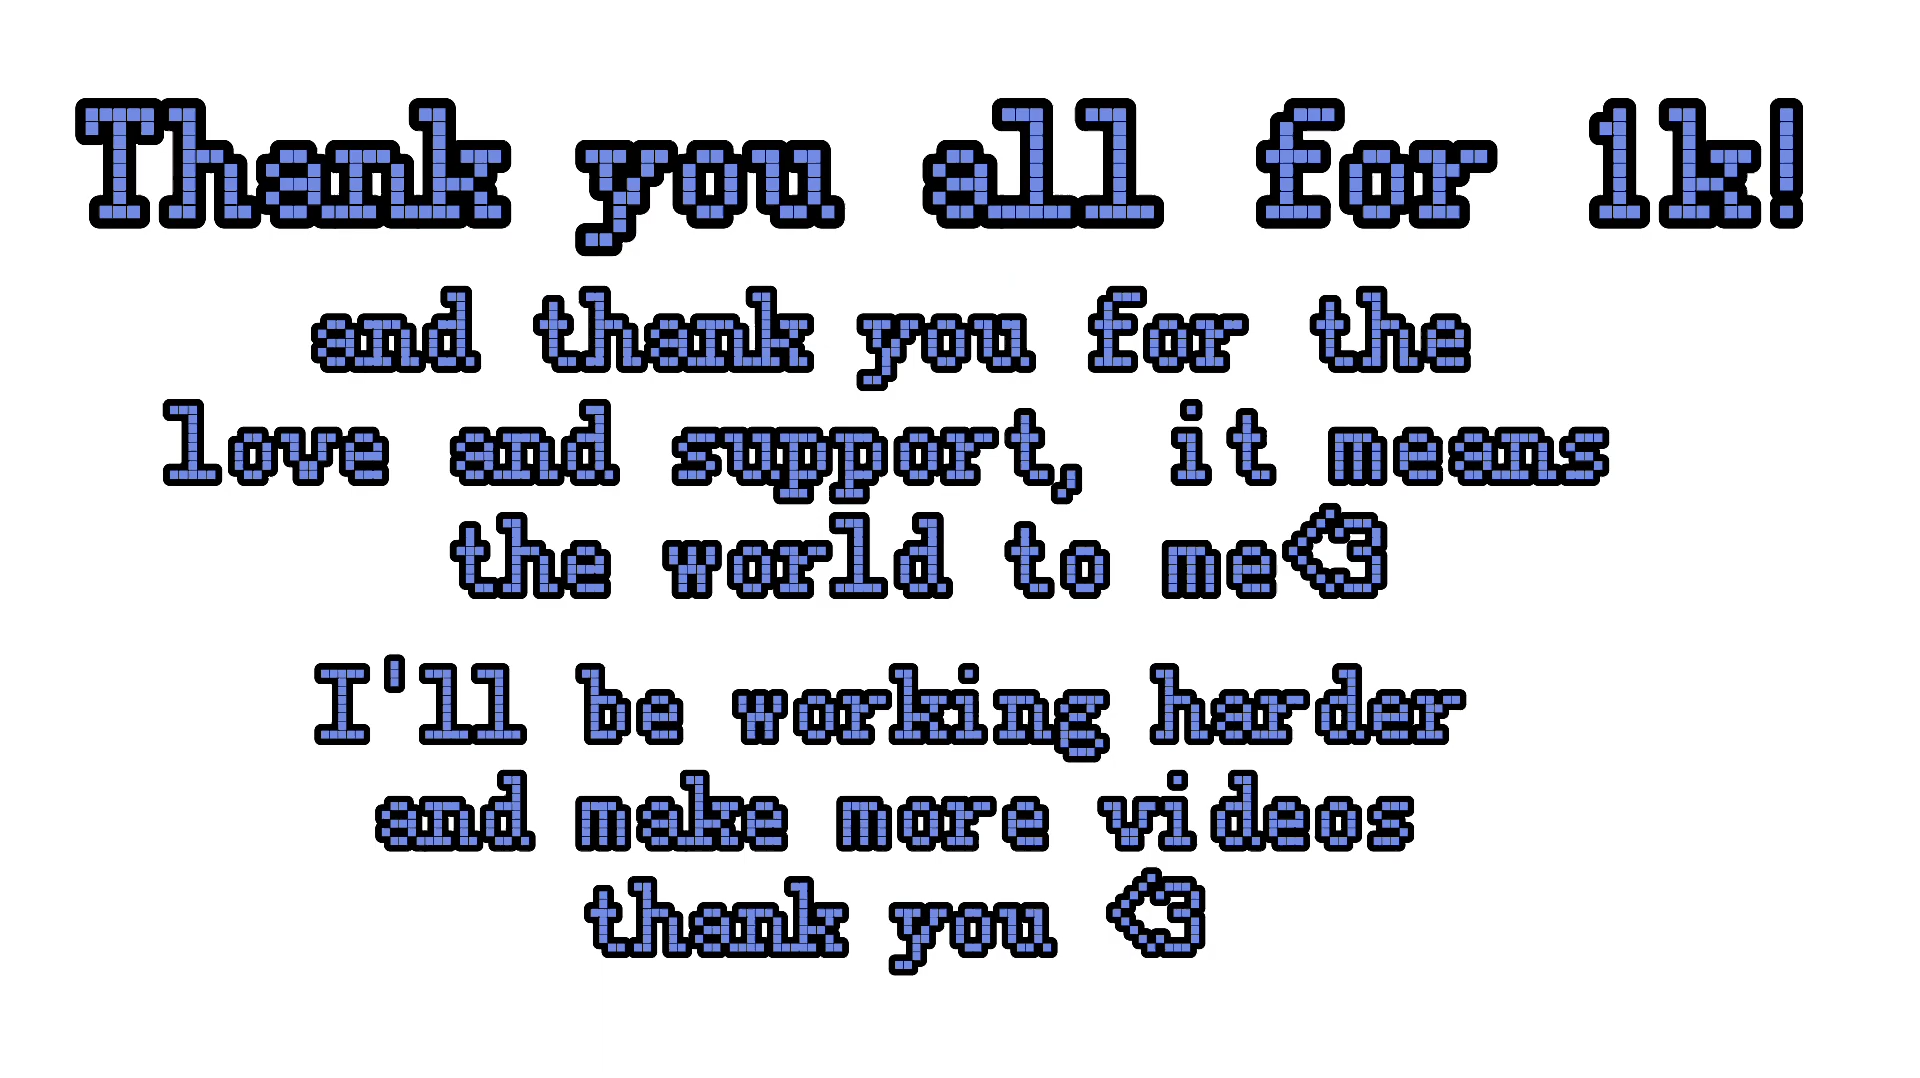 Thank you all for 1k!
and thank you for the
love and support, it means
the world to me<3
I'll be working harder
and make more videos
thank you <3